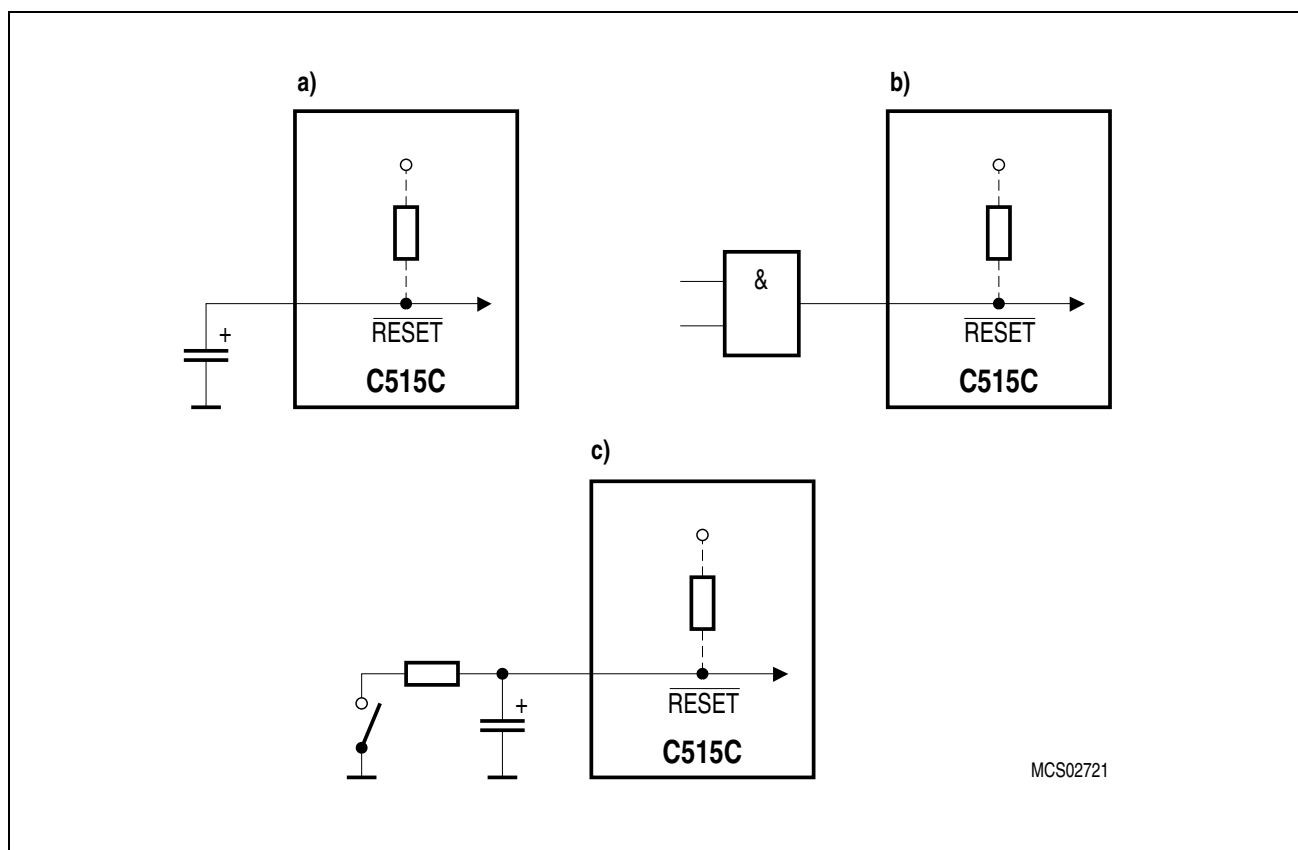 a)
+
RESET
C515C
b)
&
RESET
C515C
c)
+
RESET
C515C
MCS02721